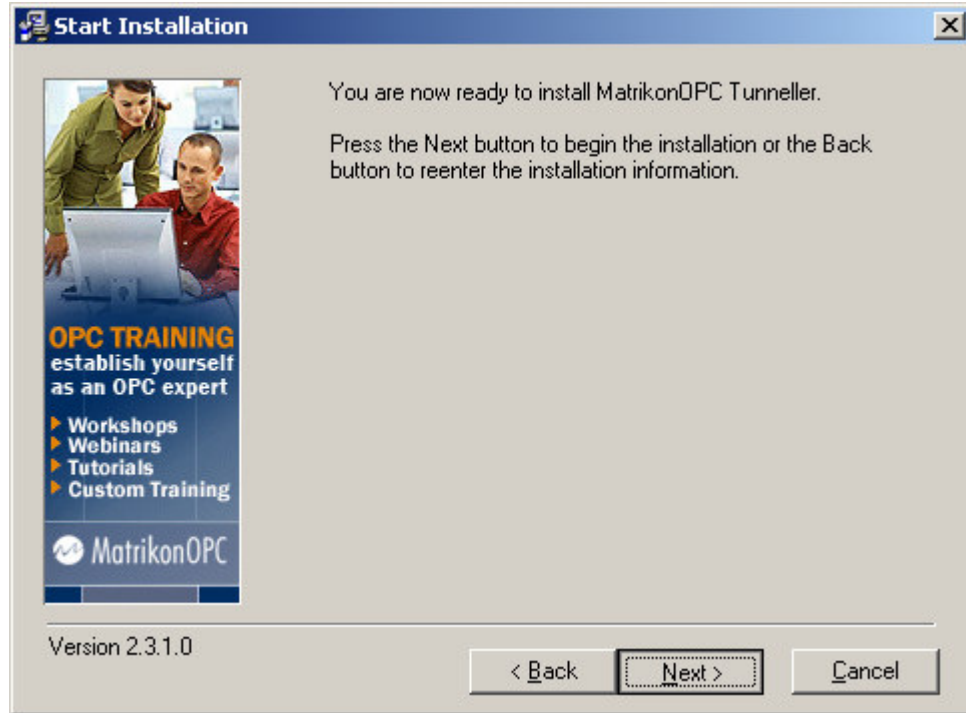 Start Installation
You are now ready to install MatrikonOPC Tunneller.
Press the Next button to begin the installation or the Back
button to reenter the installation information.
OPC TRAINING
establish yourself
as an OPC expert
Workshops
Webinars
Tutorials
Custom Training
MatrikonOPC
Version 2.3.1.0
< Back
Next >
Cancel